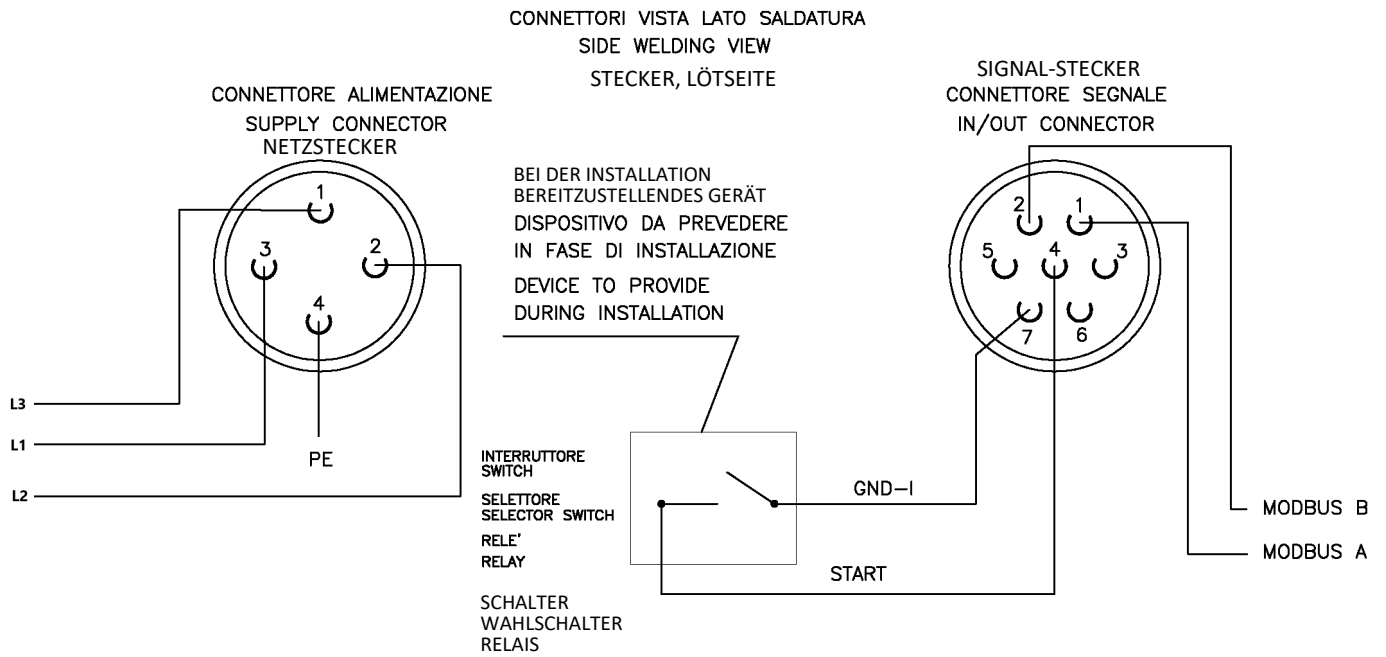 CONNETTORI VISTA LATO SALDATURA
SIDE WELDING VIEW
STECKER, LÖTSEITE
CONNETTORE ALIMENTAZIONE
SUPPLY CONNECTOR
NETZSTECKER
SIGNAL-STECKER
CONNETTORE SEGNALE
IN/OUT CONNECTOR
1
3
2
4
BEI DER INSTALLATION
BEREITZUSTELLENDES GERÄT
DISPOSITIVO DA PREVEDERE
IN FASE DI INSTALLAZIONE
DEVICE TO PROVIDE
DURING INSTALLATION
2
1
5
4
3
7
6
L3
L1
PE
L2
INTERRUTTORE
SWITCH
SELETTORE
SELECTOR SWITCH
RELE'
RELAY
SCHALTER
WAHLSCHALTER
RELAIS
GND-I
START
MODBUS B
MODBUS A